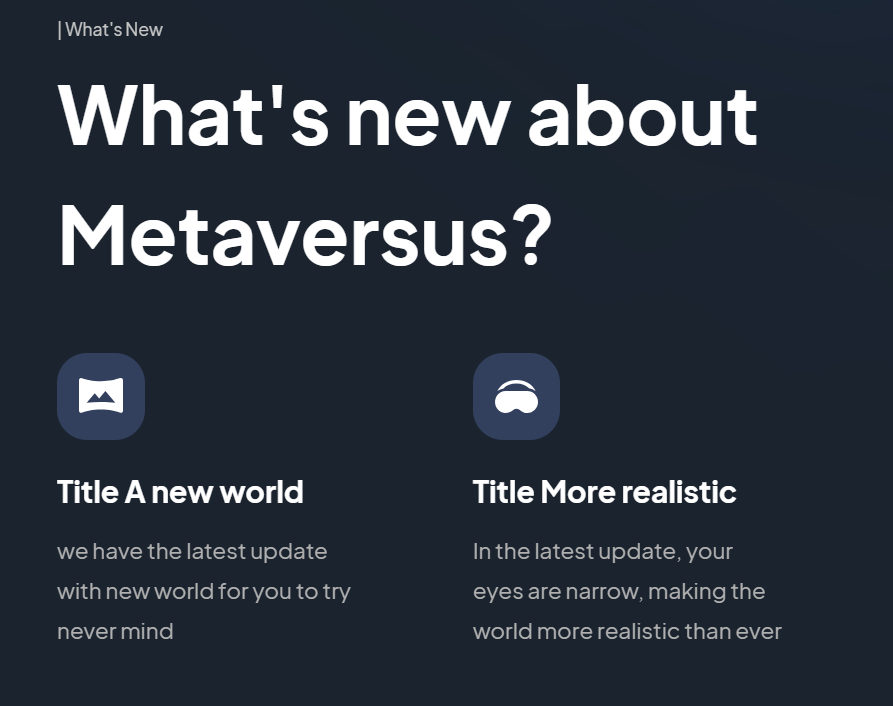 | What's New
What's new about
Metaversus?
Title A new world
we have the latest update
with new world for you to try
never mind
Title More realistic
In the latest update, your
eyes are narrow, making the
world more realistic than ever